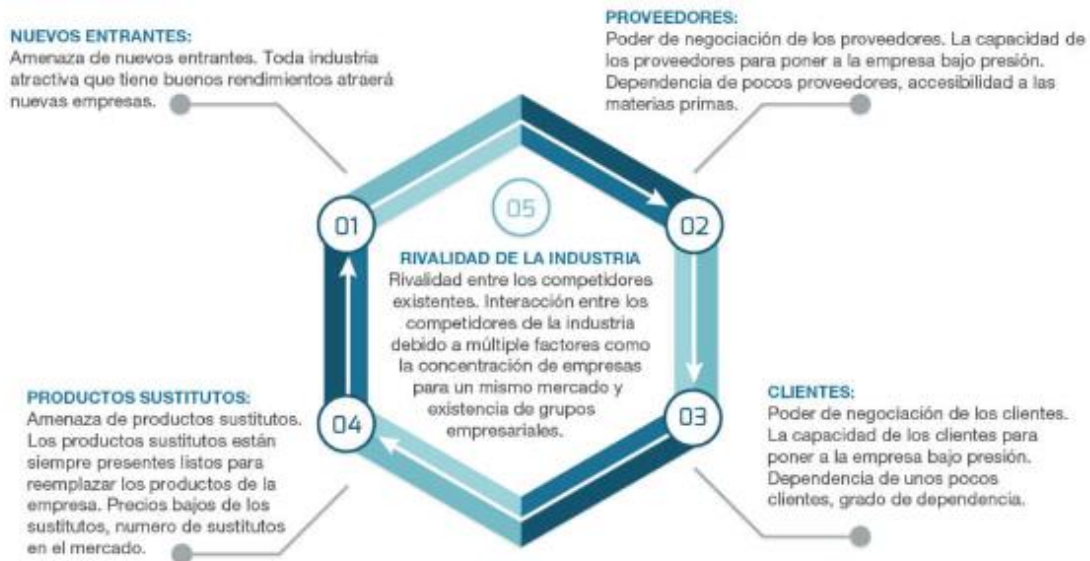 NUEVOS ENTRANTES:
Amenaza de nuevos entrantes. Toda industria
atractiva que tiene buenos rendimientos atraerá
nuevas empresas.
PROVEEDORES:
Poder de negociación de los proveedores. La capacidad de
los proveedores para poner a la empresa bajo presión.
Dependencia de pocos proveedores, accesibilidad a las
materias primas.
01
05
02
RIVALIDAD DE LA INDUSTRIA
Rivalidad entre los competidores
existentes. Interacción entre los
competidores de la industria
debido a múltiple factores como
la concentración de empresas
para un mismo mercado y
existencia de grupos
empresariales.
04
03
PRODUCTOS SUSTITUTOS:
Amenaza de productos sustitutos.
Los productos sustitutos están
siempre presentes listos para
reemplazar los productos de la
empresa. Precios bajos de los
sustitutos, numero de sustitutos
en el mercado.
CLIENTES:
Poder de negociación de los clientes.
La capacidad de los clientes para
poner a la empresa bajo presión.
Dependencia de unos pocos
clientes, grado de dependencia.